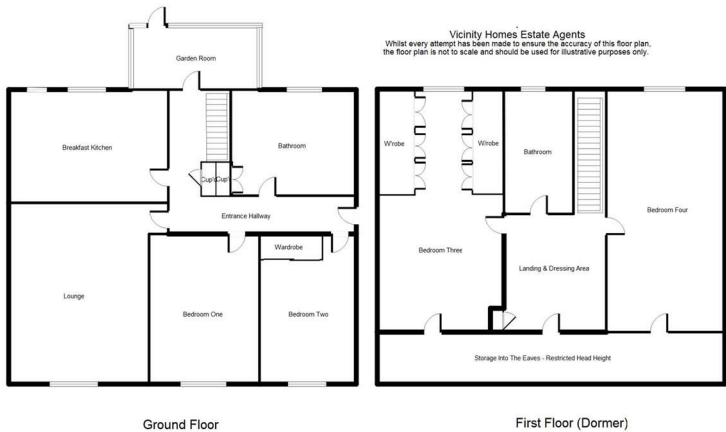 Vicinity Homes Estate Agents
Whilst every attempt has been made to ensure the accuracy of this floor plan,
the floor plan is not to scale and should be used for illustrative purposes only.
Garden Room
Breakfast Kitchen
Bathroom
Cup'd
Cup'd
Entrance Hallway
Wardrobe
Lounge
Bedroom One
Bedroom Two
Ground Floor
W'robe
W'robe
Bathroom
Bedroom Four
Bedroom Three
Landing & Dressing Area
Storage Into The Eaves - Restricted Head Height
First Floor (Dormer)